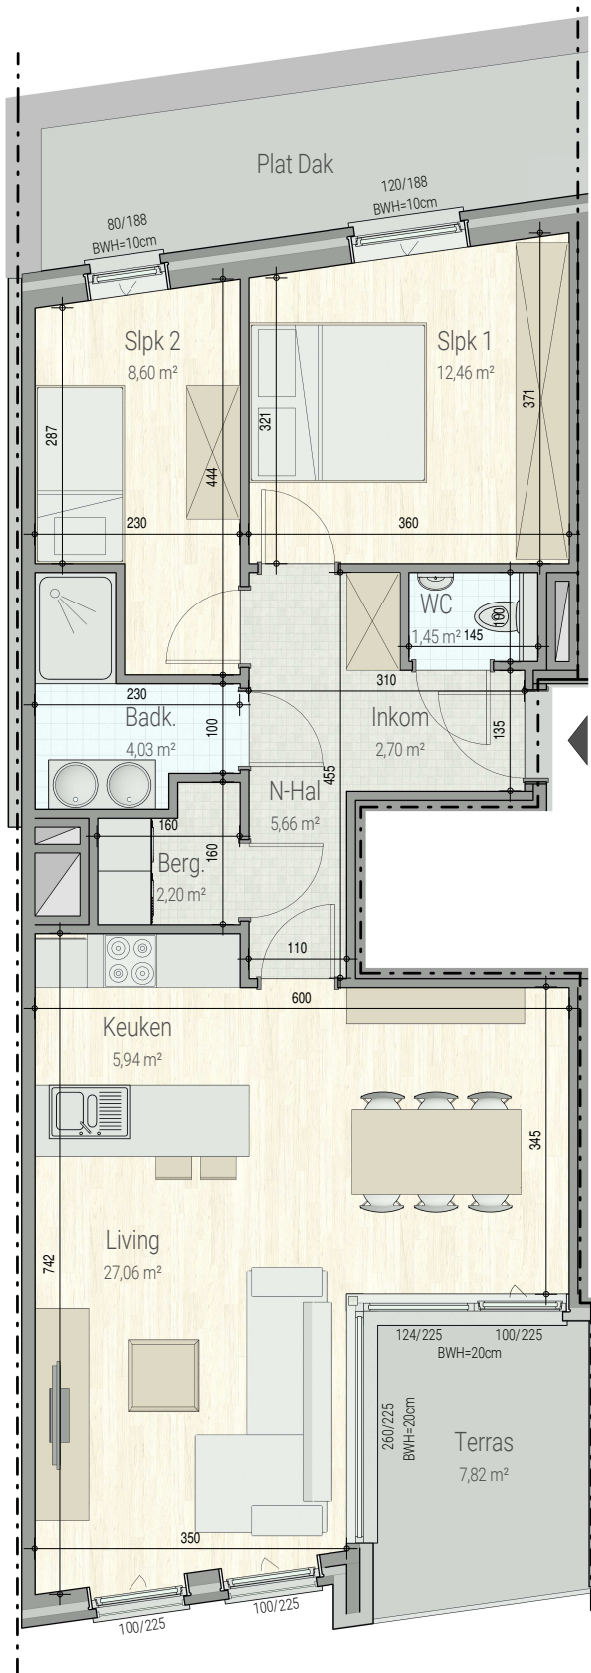 Plat Dak
120/188
BWH=10cm
80/188
BWH=10cm
Slpk 2
8,60 m²
Slpk 1
12,46 m²
371
321
287
444
230
360
WC
1,45 m²
145
100
310
230
Badk.
4,03 m²
100
Inkom
2,70 m²
135
455
N-Hal
5,66 m²
160
160
Berg.
2,20 m²
110
600
Keuken
5,94 m²
345
Living
27,06 m²
742
124/225
100/225
BWH=20cm
260/225
BWH=20cm
Terras
7,82 m²
350
100/225
100/225